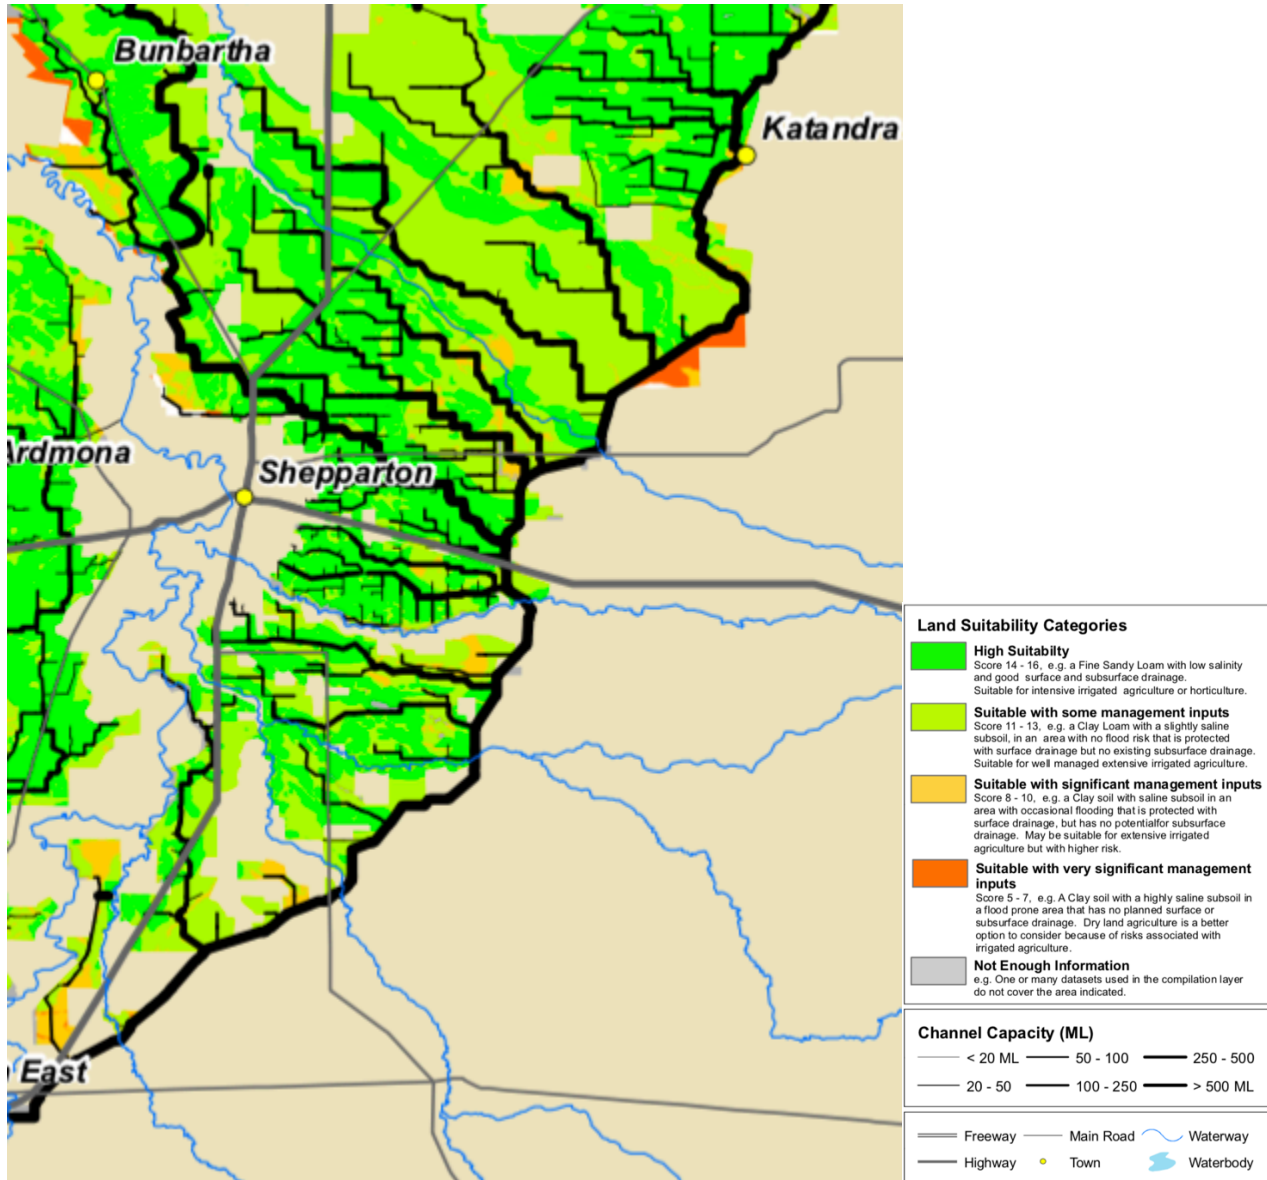 Bunbartha
Katandra
Ardmona
Shepparton
East
Land Suitability Categories
High Suitabilty
Score 14 - 16, e.g. a Fine Sandy Loam with low salinity
and good surface and subsurface drainage.
Suitable for intensive irrigated agriculture or horticulture.
Suitable with some management inputs
Score 11 - 13, e.g. a Clay Loam with a slightly saline
subsoil, in an area with no flood risk that is protected
with surface drainage but no existing subsurface drainage.
Suitable for well managed extensive irrigated agriculture.
Suitable with significant management inputs
Score 8 - 10, e.g. a Clay soil with saline subsoil in an
area with occasional flooding that is protected with
surface drainage, but has no potentialfor subsurface
drainage. May be suitable for extensive irrigated
agriculture but with higher risk.
Suitable with very significant management
inputs
Score 5 - 7, e.g. A Clay soil with a highly saline subsoil in
a flood prone area that has no planned surface or
subsurface drainage. Dry land agriculture is a better
option to consider because of risks associated with
irrigated agriculture.
Not Enough Information
e.g. One or many datasets used in the compilation layer
do not cover the area indicated.
Channel Capacity (ML)
< 20 ML 50 - 100 250 - 500
20 - 50 100 - 250 > 500 ML
Freeway Main Road Waterway
Highway Town Waterbody